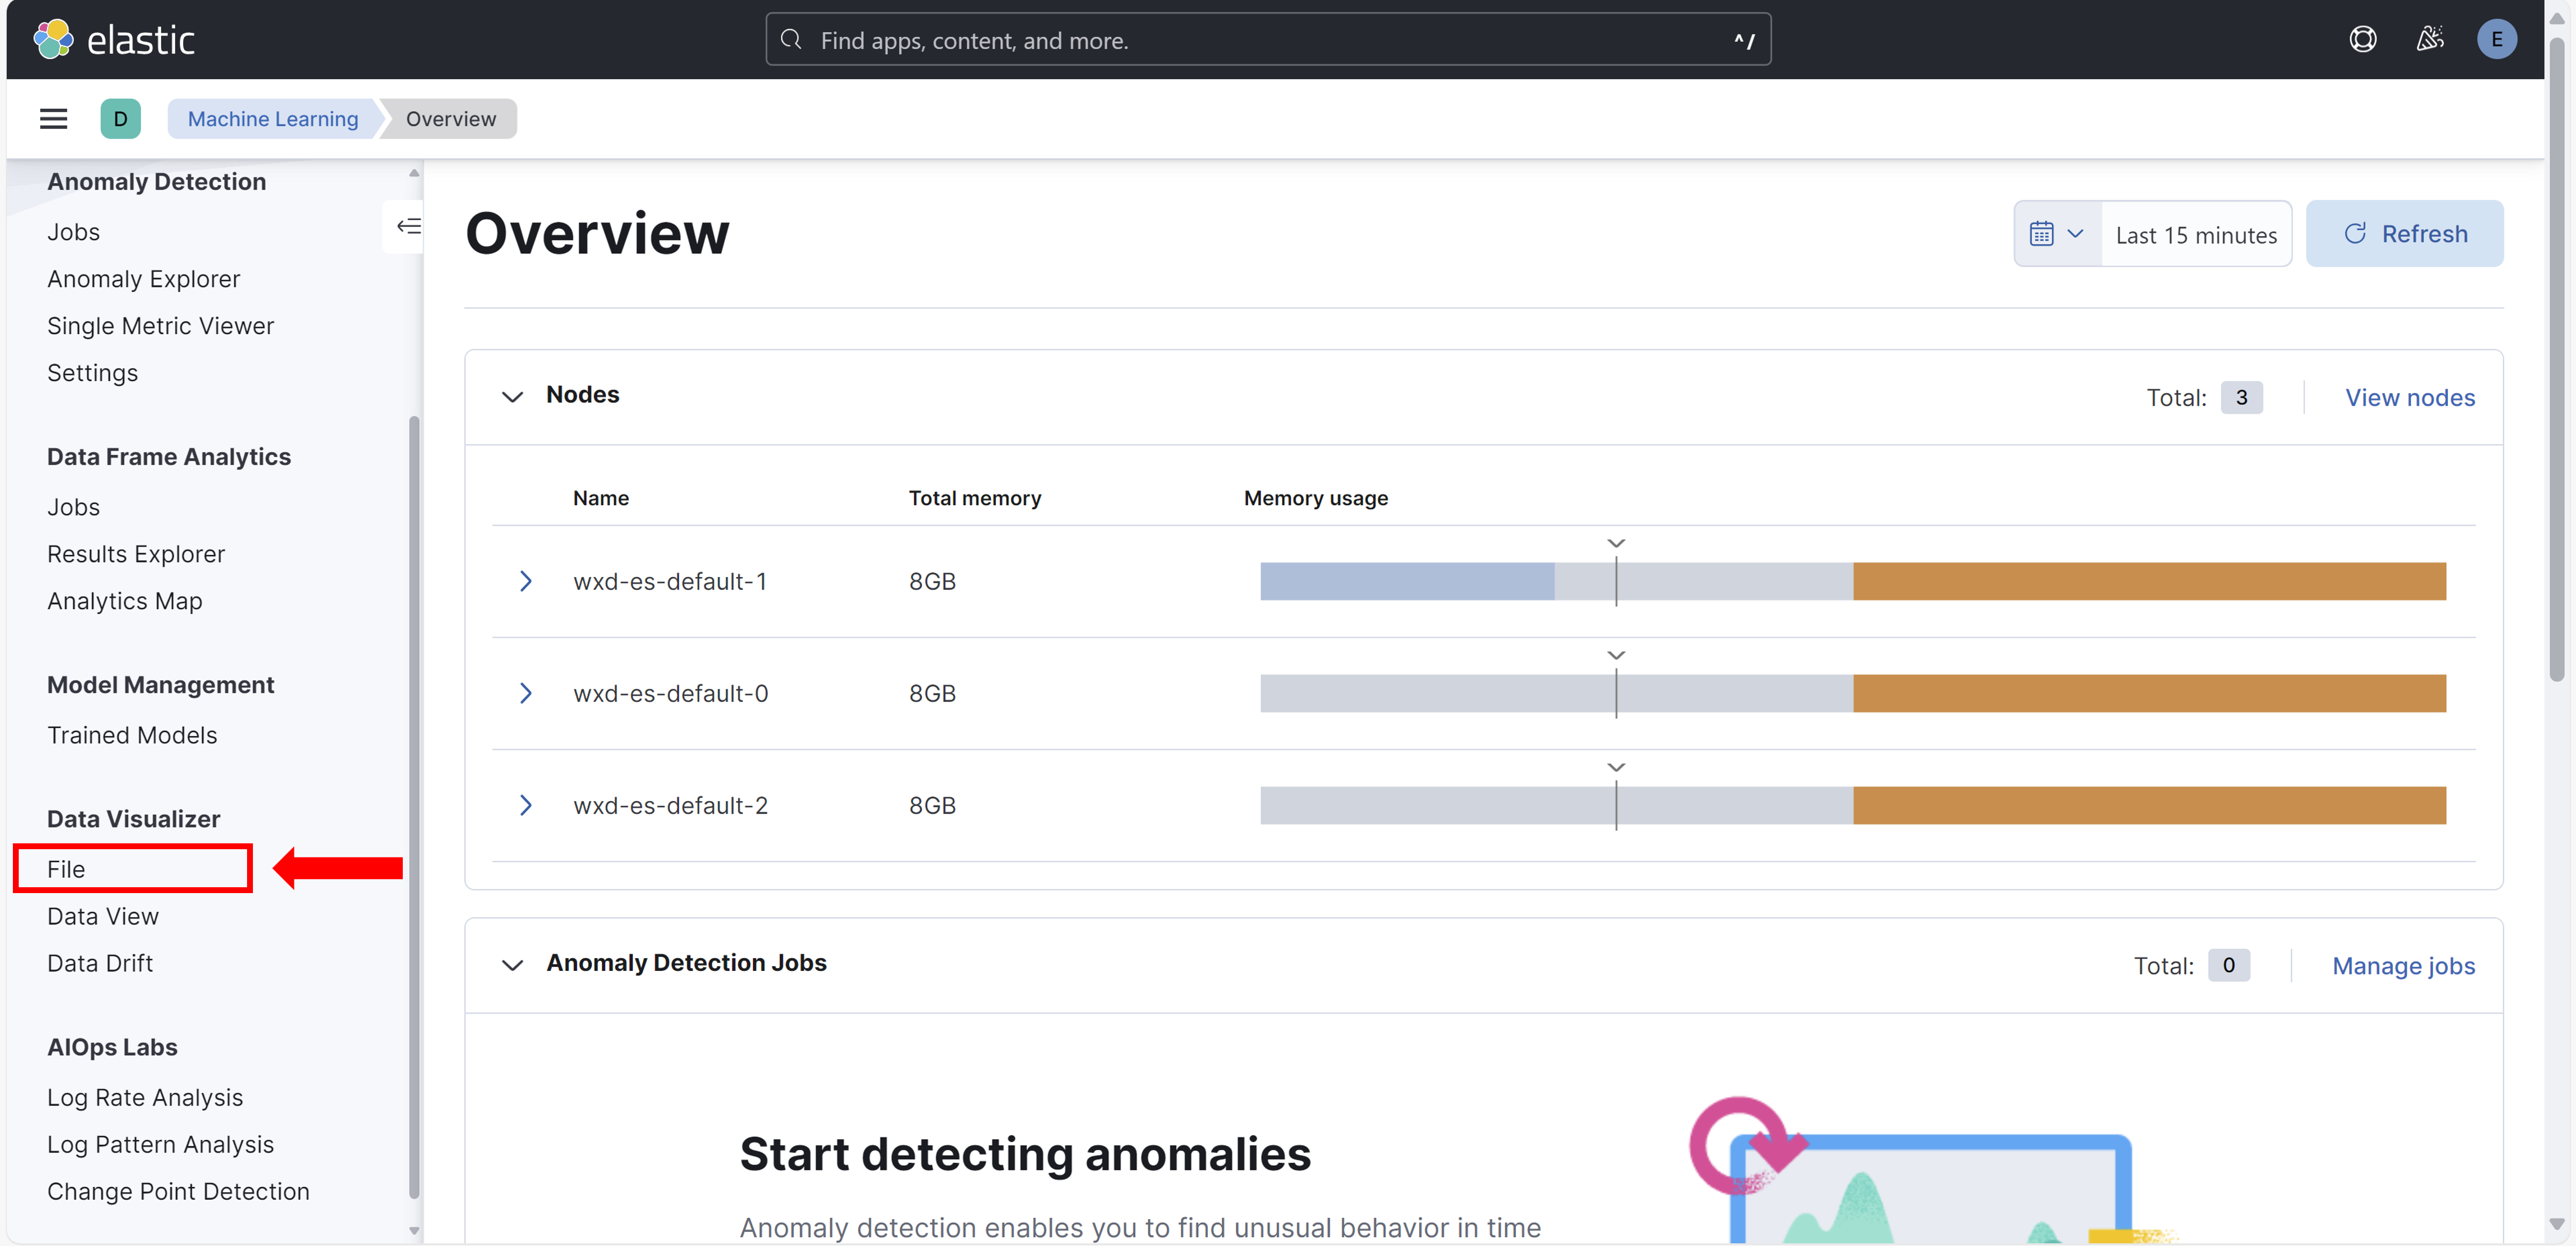 elastic
Find apps, content, and more.
^/
E
D
Machine Learning
Overview
Anomaly Detection
Jobs
Anomaly Explorer
Single Metric Viewer
Settings
Data Frame Analytics
Jobs
Results Explorer
Analytics Map
Model Management
Trained Models
Data Visualizer
File
Data View
Data Drift
AIOps Labs
Log Rate Analysis
Log Pattern Analysis
Change Point Detection
Overview
Last 15 minutes
Refresh
Nodes
Total: 3
View nodes
Name Total memory Memory usage
wxd-es-default-1 8GB
wxd-es-default-0 8GB
wxd-es-default-2 8GB
Anomaly Detection Jobs
Total: 0
Manage jobs
Start detecting anomalies
Anomaly detection enables you to find unusual behavior in time